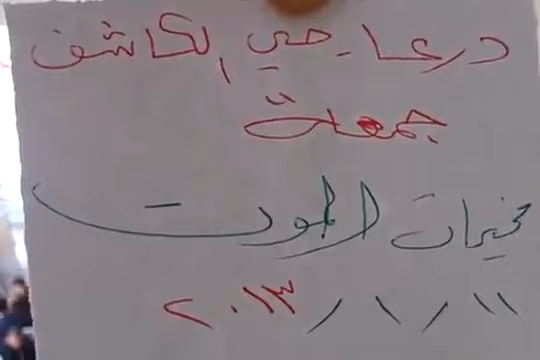 درعا - حي الكاشف
جمعة
مخيمات الموت
١١ / ١ / ٢٠١٣